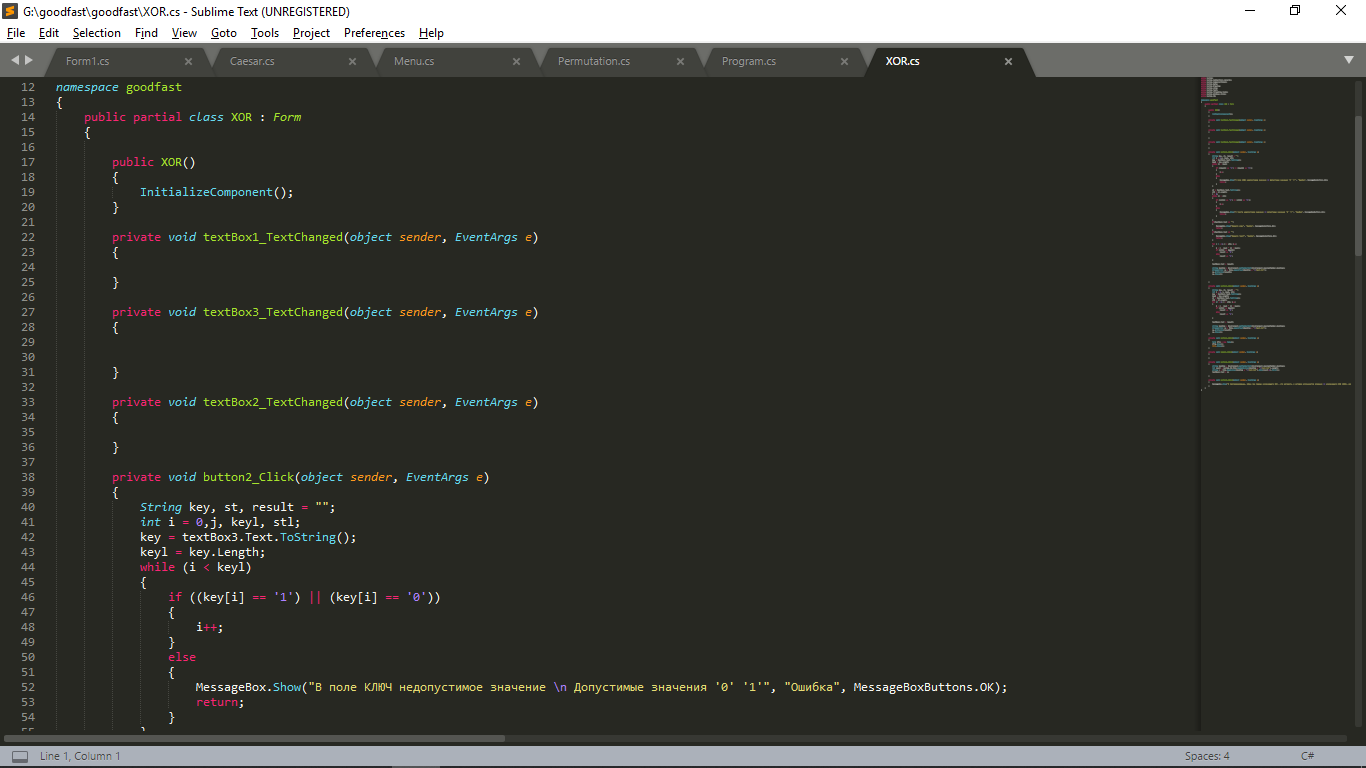 G:\goodfast\goodfast\XOR.cs - Sublime Text (UNREGISTERED)
File Edit Selection Find View Goto Tools Project Preferences Help
Form1.cs Caesar.cs Menu.cs Permutation.cs Program.cs XOR.cs
12 namespace goodfast
13 {
14 public partial class XOR : Form
15 {
16
17 public XOR()
18 {
19 InitializeComponent();
20 }
21
22 private void textBox1_TextChanged(object sender, EventArgs e)
23 {
24
25 }
26
27 private void textBox3_TextChanged(object sender, EventArgs e)
28 {
29
30
31 }
32
33 private void textBox2_TextChanged(object sender, EventArgs e)
34 {
35
36 }
37
38 private void button2_Click(object sender, EventArgs e)
39 {
40 String key, st, result = "";
41 int i = 0,j, keyl, stl;
42 key = textBox3.Text.ToString();
43 keyl = key.Length;
44 while (i < keyl)
45 {
46 if ((key[i] == '1') || (key[i] == '0'))
47 {
48 i++;
49 }
50 else
51 {
52 MessageBox.Show("В поле КЛЮЧ недопустимое значение \n Допустимые значения '0' '1'", "Ошибка", MessageBoxButtons.OK);
53 return;
54 }
55 }
Line 1, Column 1 Spaces: 4 C#